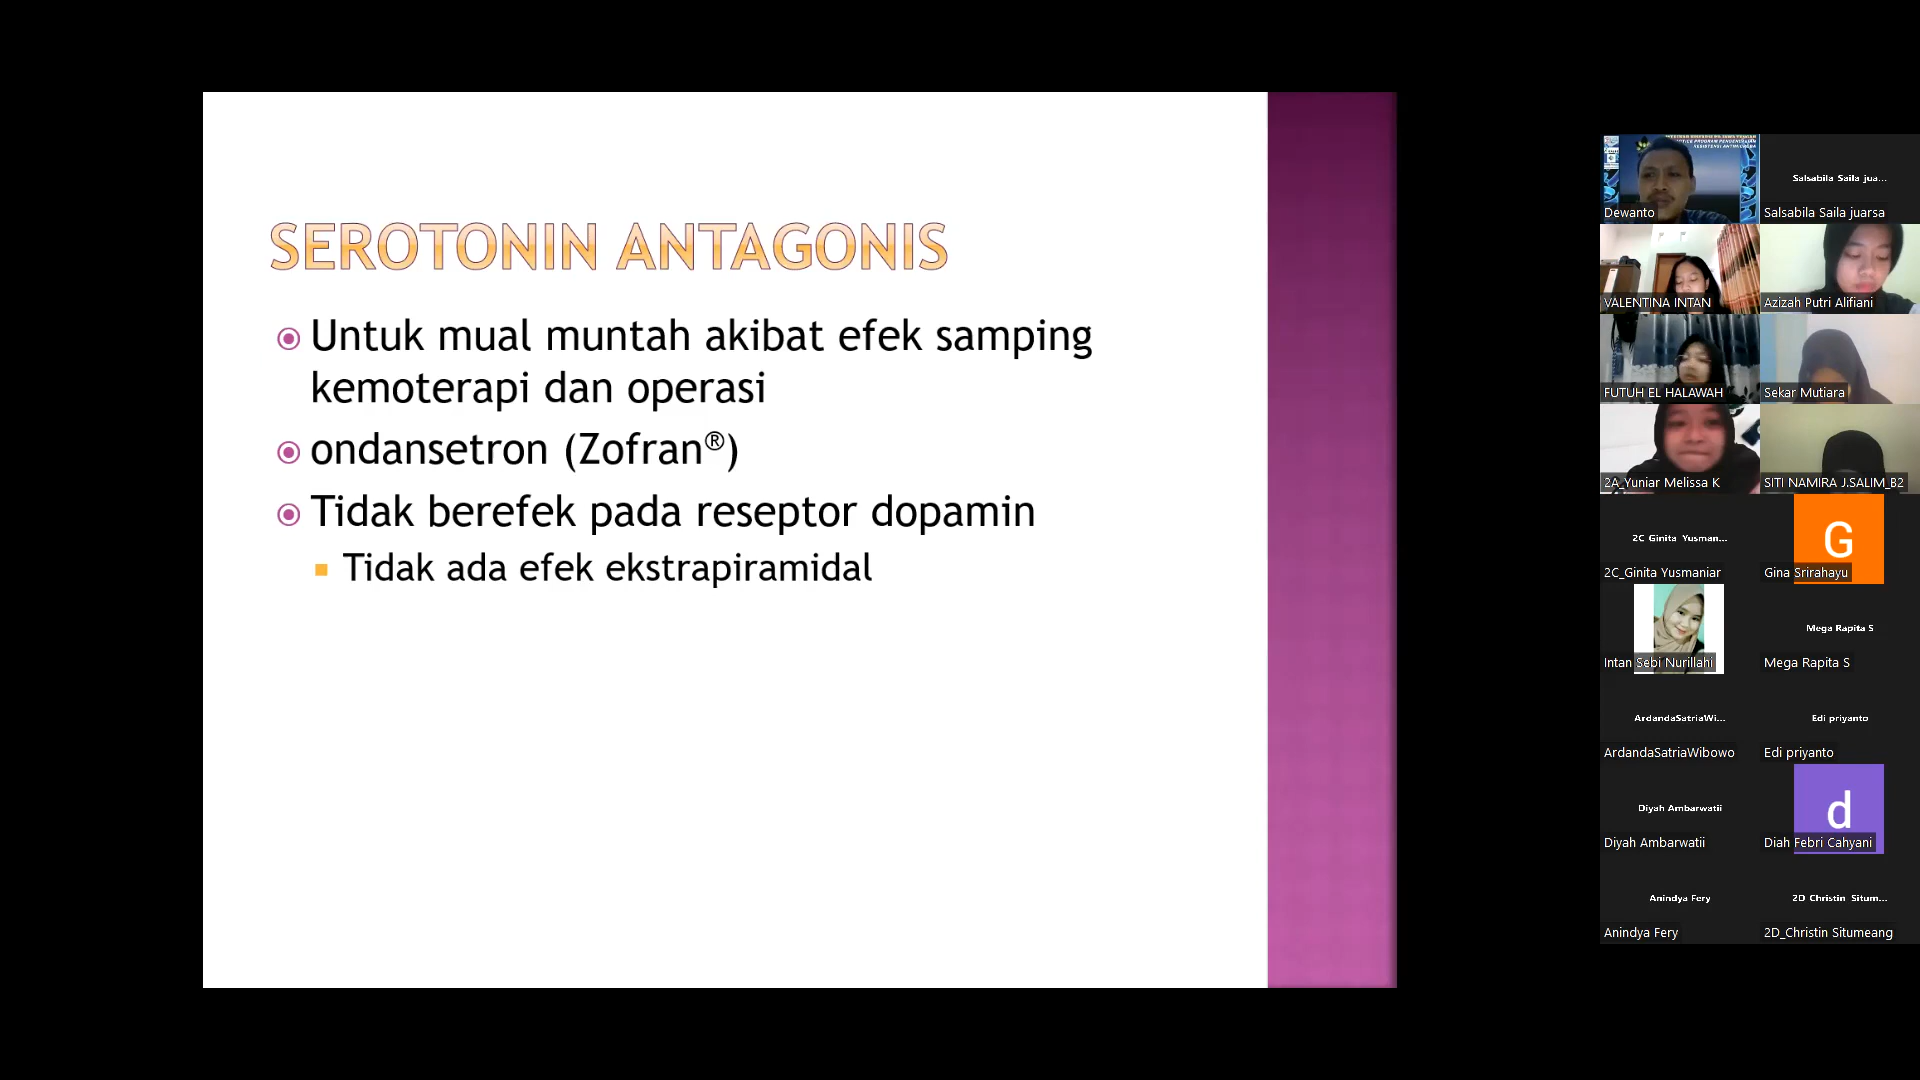 SEROTONIN ANTAGONIS
Untuk mual muntah akibat efek samping
kemoterapi dan operasi
ondansetron (Zofran®)
Tidak berefek pada reseptor dopamin
Tidak ada efek ekstrapiramidal
RESISTENSI ANTIMIKROBA
Dewanto
Salsabila Saila jua...
Salsabila Saila juarsa
VALENTINA INTAN
Azizah Putri Alifiani
FUTUH EL HALAWAH
Sekar Mutiara
2A_Yuniar Melissa K
SITI NAMIRA J.SALIM_B2
2C_Ginita Yusman...
2C_Ginita Yusmaniar
G
Gina Srirahayu
Intan Sebi Nurillahi
Mega Rapita S
Mega Rapita S
ArdandaSatriaWi...
ArdandaSatriaWibowo
Edi priyanto
Edi priyanto
Diyah Ambarwatii
Diyah Ambarwatii
d
Diah Febri Cahyani
Anindya Fery
Anindya Fery
2D_Christin Situm...
2D_Christin Situmeang